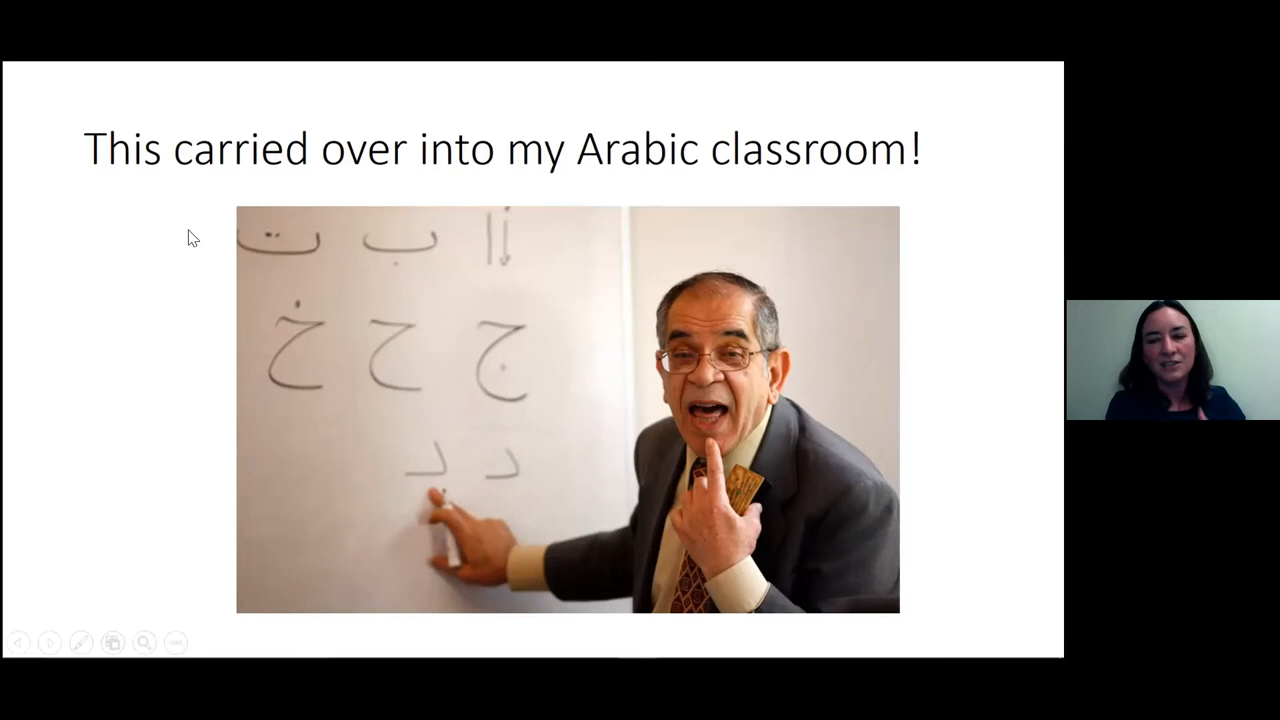 This carried over into my Arabic classroom!
أ ا ب ت
ج ح خ
د د